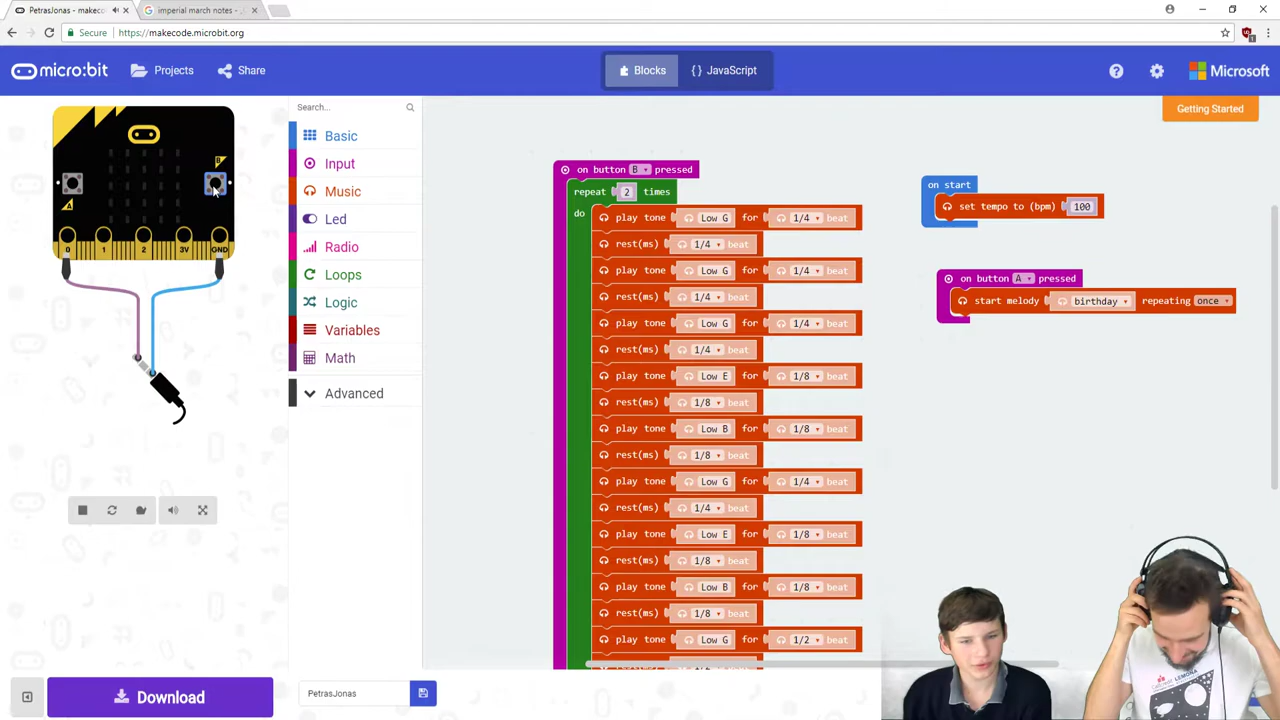 PetrasJonas - makeco
imperial march notes -
Secure
https://makecode.microbit.org
micro:bit
Projects
Share
Blocks
{ } JavaScript
Microsoft
Getting Started
Search...
Basic
Input
Music
Led
Radio
Loops
Logic
Variables
Math
Advanced
B
A
0 1 2 3V GND
on button B pressed
repeat 2 times
do
play tone Low G for 1/4 beat
rest(ms) 1/4 beat
play tone Low G for 1/4 beat
rest(ms) 1/4 beat
play tone Low G for 1/4 beat
rest(ms) 1/4 beat
play tone Low E for 1/8 beat
rest(ms) 1/8 beat
play tone Low B for 1/8 beat
rest(ms) 1/8 beat
play tone Low G for 1/4 beat
rest(ms) 1/4 beat
play tone Low E for 1/8 beat
rest(ms) 1/8 beat
play tone Low B for 1/8 beat
rest(ms) 1/8 beat
play tone Low G for 1/2 beat
on start
set tempo to (bpm) 100
on button A pressed
start melody birthday repeating once
Download
PetrasJonas